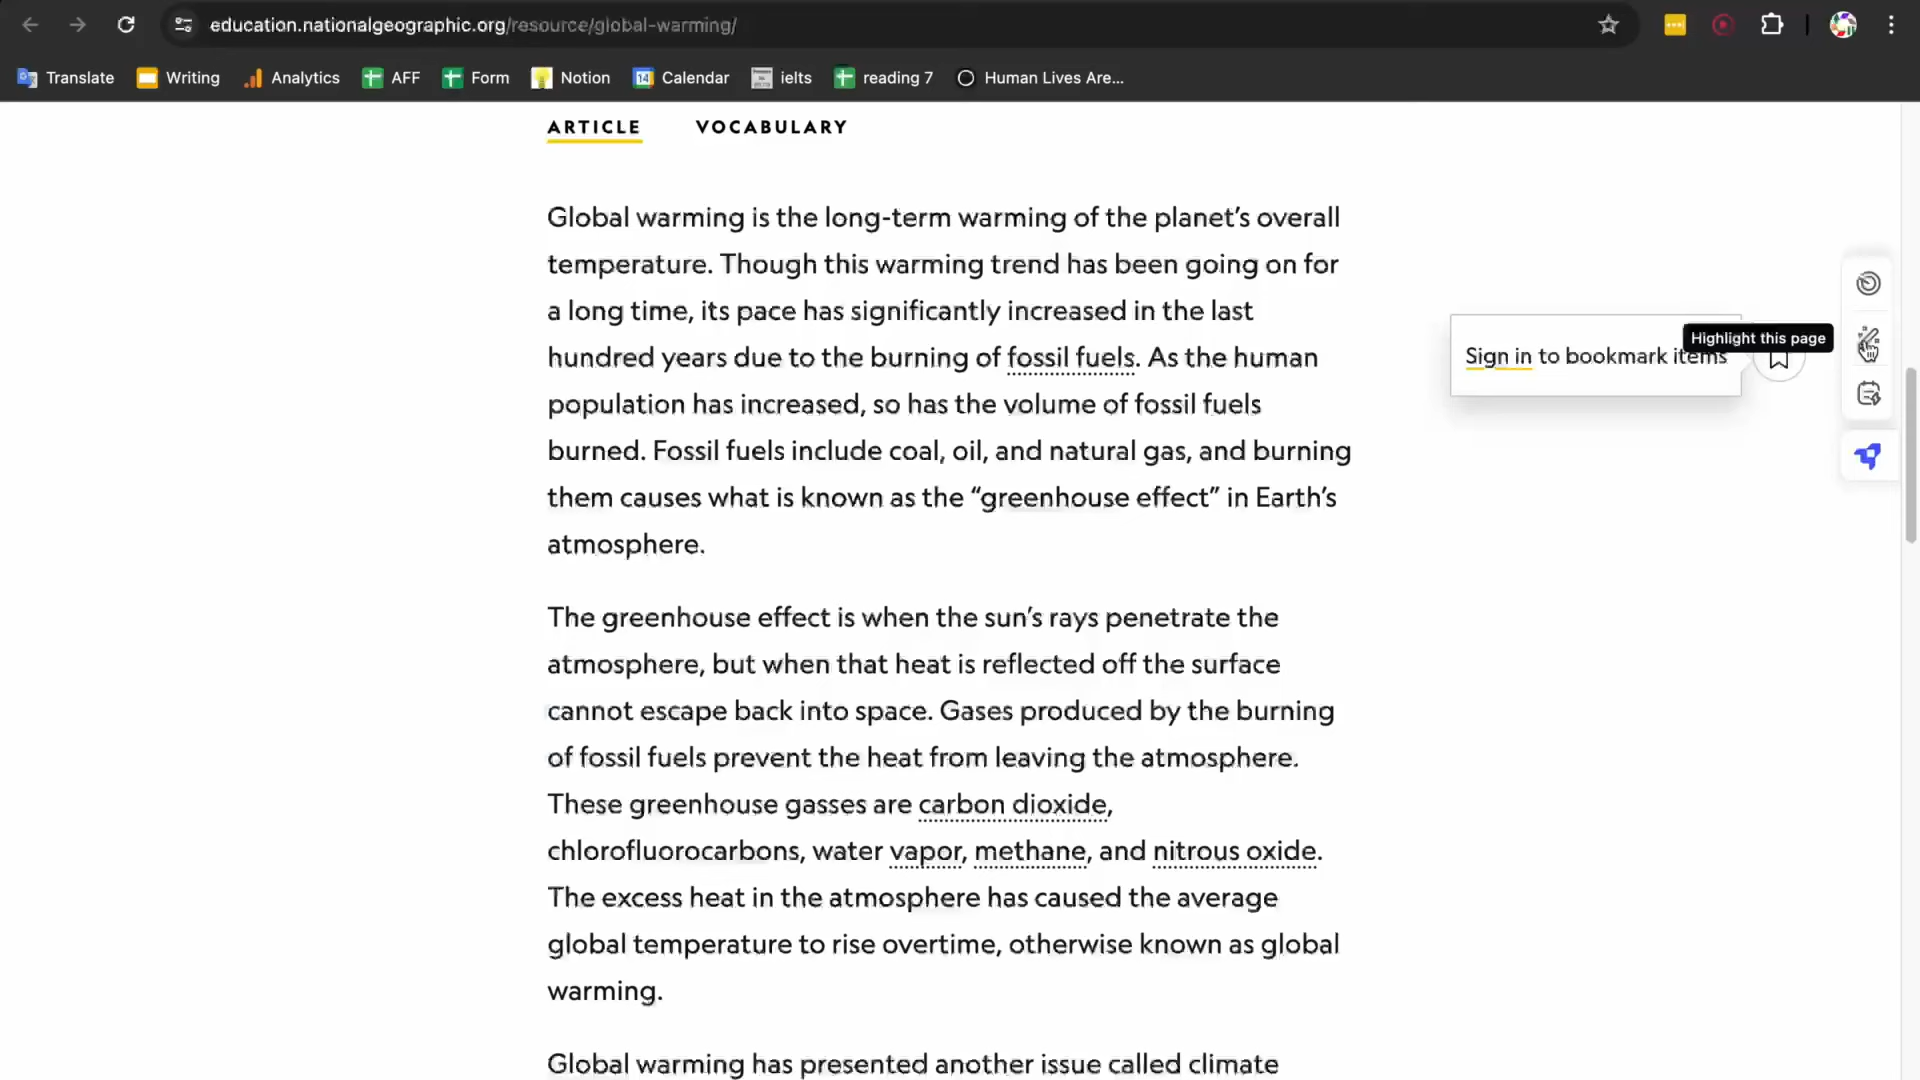 education.nationalgeographic.org/resource/global-warming/
Translate Writing Analytics AFF Form Notion 14 Calendar ielts reading 7 Human Lives Are...
ARTICLE VOCABULARY
Global warming is the long-term warming of the planet’s overall
temperature. Though this warming trend has been going on for
a long time, its pace has significantly increased in the last
hundred years due to the burning of fossil fuels. As the human
population has increased, so has the volume of fossil fuels
burned. Fossil fuels include coal, oil, and natural gas, and burning
them causes what is known as the “greenhouse effect” in Earth’s
atmosphere.
Highlight this page
Sign in to bookmark items
The greenhouse effect is when the sun’s rays penetrate the
atmosphere, but when that heat is reflected off the surface
cannot escape back into space. Gases produced by the burning
of fossil fuels prevent the heat from leaving the atmosphere.
These greenhouse gasses are carbon dioxide,
chlorofluorocarbons, water vapor, methane, and nitrous oxide.
The excess heat in the atmosphere has caused the average
global temperature to rise overtime, otherwise known as global
warming.
Global warming has presented another issue called climate